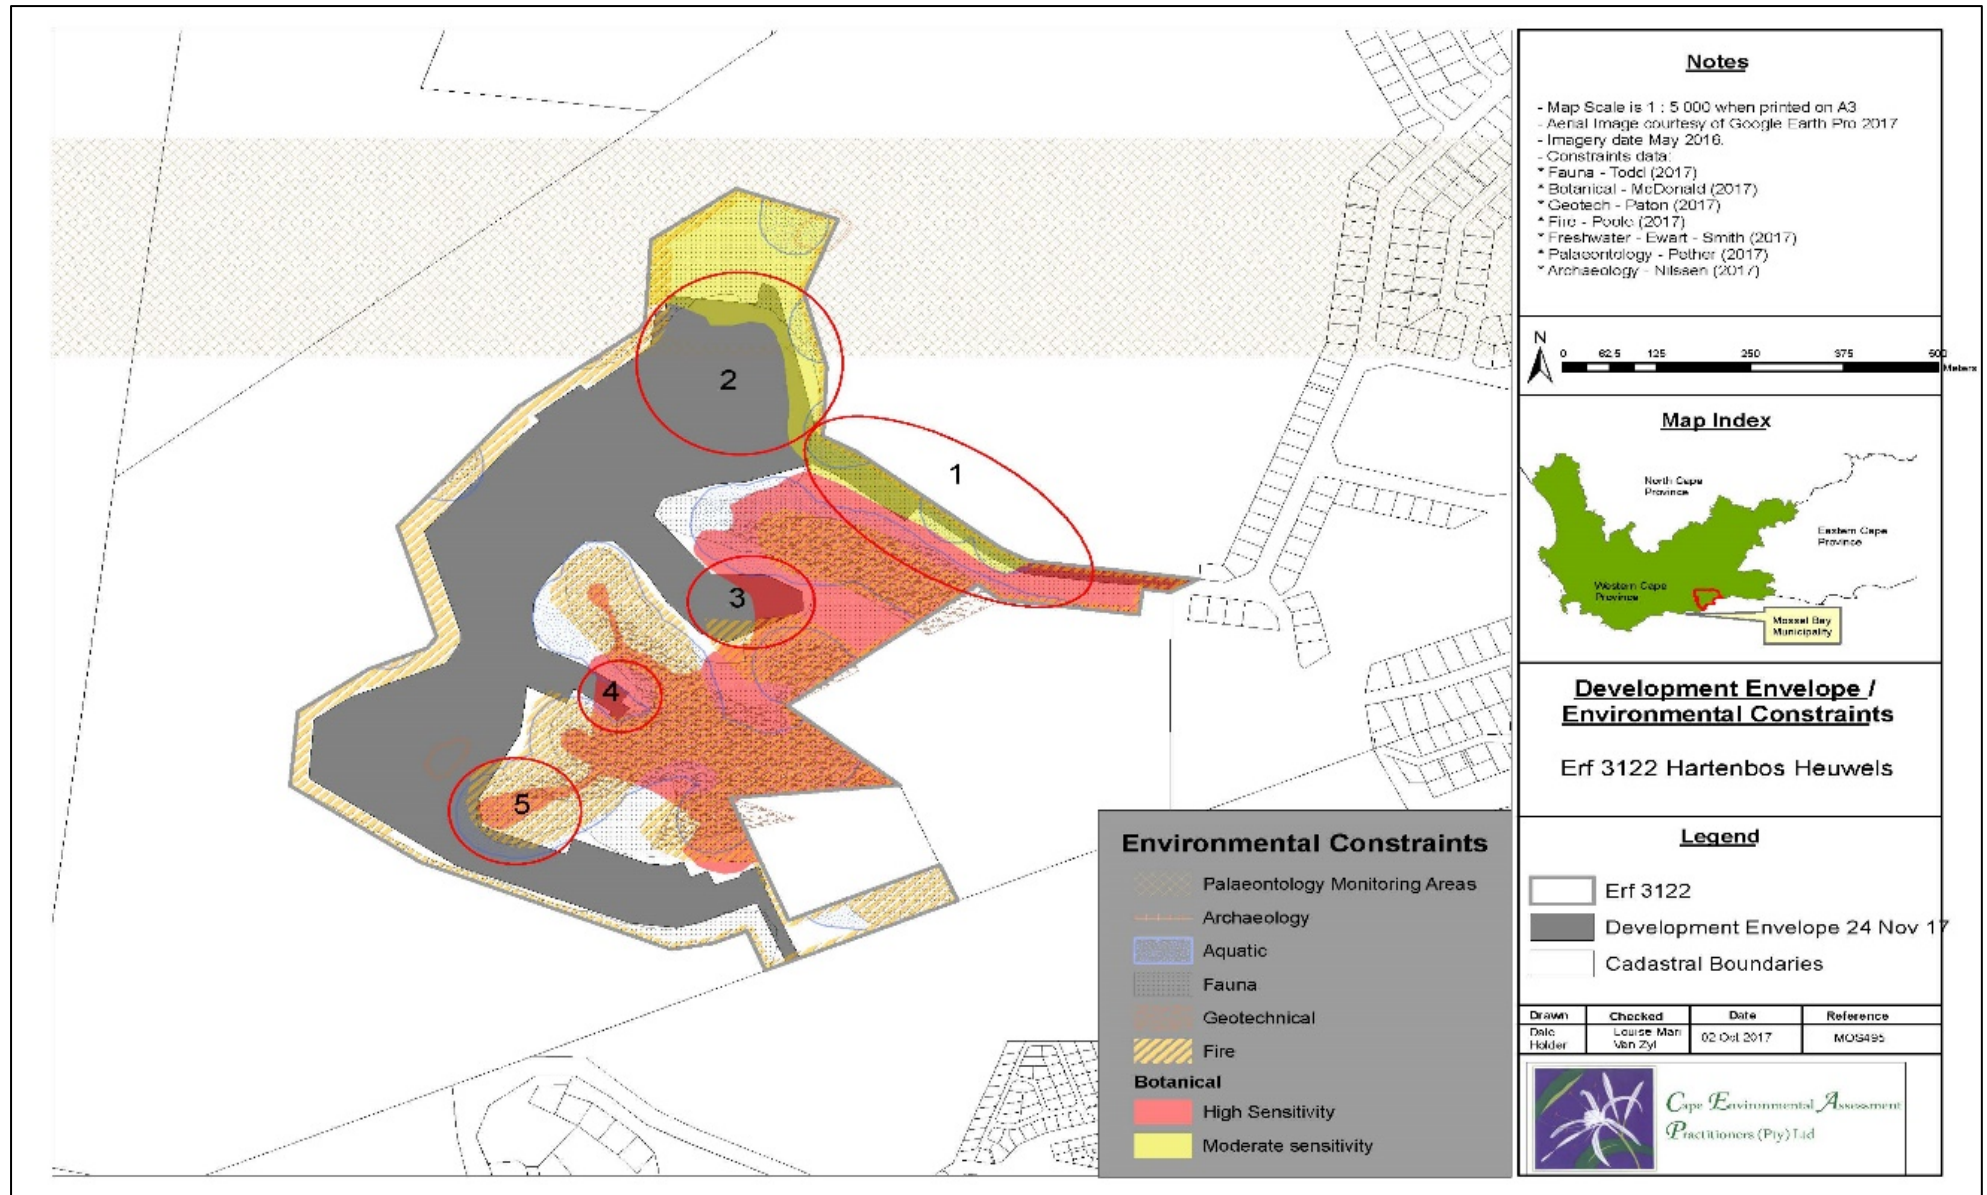 2
1
3
4
5
Environmental Constraints
Palaeontology Monitoring Areas
Archaeology
Aquatic
Fauna
Geotechnical
Fire
Botanical
High Sensitivity
Moderate sensitivity
Notes
- Map Scale is 1 : 5 000 when printed on A3
- Aerial Image courtesy of Google Earth Pro 2017
- Imagery date May 2016.
- Constraints data:
* Fauna - Todd (2017)
* Botanical - McDonald (2017)
* Geotech - Paton (2017)
* Fire - Poole (2017)
* Freshwater - Ewart - Smith (2017)
* Palaeontology - Pether (2017)
* Archaeology - Nilssen (2017)
N
0 62.5 125 250 375 500
Meters
Map Index
North Cape
Province
Eastern Cape
Province
Western Cape
Province
Mossel Bay
Municipality
Development Envelope /
Environmental Constraints
Erf 3122 Hartenbos Heuwels
Legend
Erf 3122
Development Envelope 24 Nov 17
Cadastral Boundaries
Drawn Checked Date Reference
Dale
Holder
Louise Mari
Van Zyl
02 Oct 2017
MOS495
Cape Environmental Assessment
Practitioners (Pty) Ltd